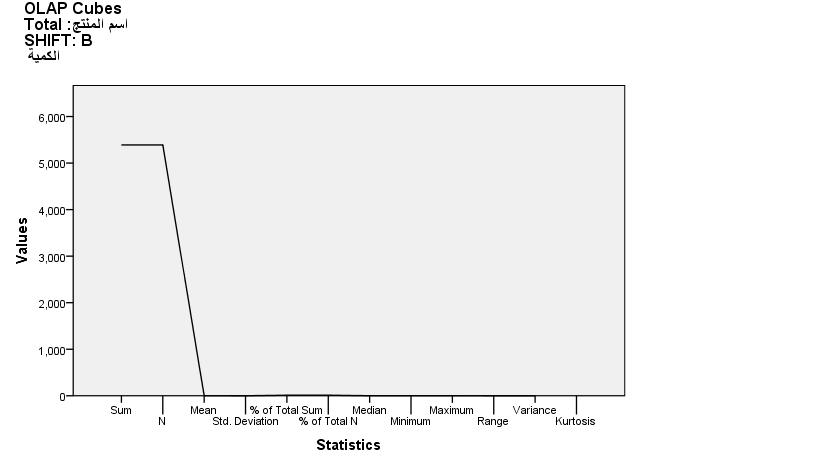 OLAP Cubes
Total :اسم المنتج
SHIFT: B
الكمية
6,000
5,000
4,000
3,000
2,000
1,000
0
Values
Sum
N
Mean
Std. Deviation
% of Total Sum
% of Total N
Median
Minimum
Maximum
Range
Variance
Kurtosis
Statistics